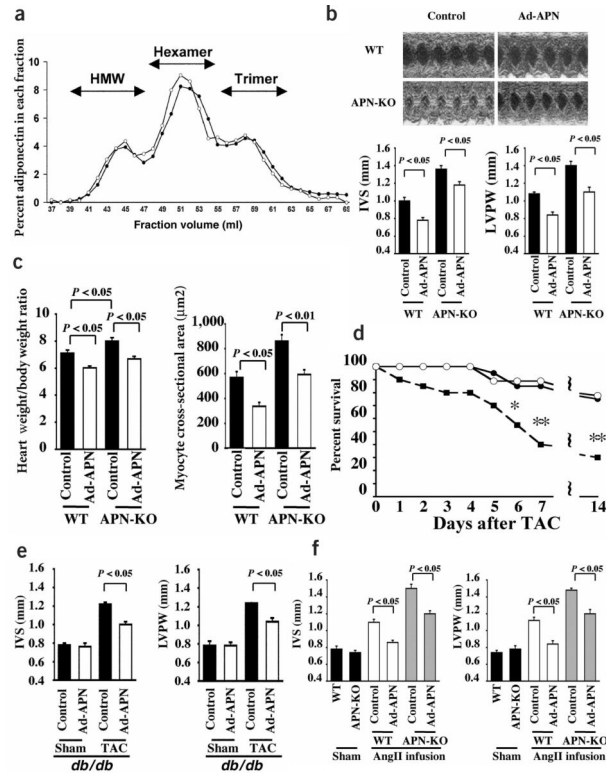 a
HMW
Hexamer
Trimer
Percent adiponectin in each fraction
10
8
6
4
2
0
37 39 41 43 45 47 49 51 53 55 57 59 61 63 65 67 69
Fraction volume (ml)
b
Control Ad-APN
WT
APN-KO
IVS (mm)
1.6
1.4
1.2
1.0
0.8
0.6
0.4
P < 0.05
P < 0.05
Control Ad-APN Control Ad-APN
WT APN-KO
LVPW (mm)
1.6
1.4
1.2
1.0
0.8
0.6
0.4
P < 0.05
P < 0.05
Control Ad-APN Control Ad-APN
WT APN-KO
c
Heart weight/body weight ratio
12
10
8
6
4
2
0
P < 0.05
P < 0.05
P < 0.05
Control Ad-APN Control Ad-APN
WT APN-KO
Myocyte cross-sectional area (μm2)
1,000
800
600
400
200
0
P < 0.05
P < 0.01
Control Ad-APN Control Ad-APN
WT APN-KO
d
Percent survival
100
80
60
40
20
0
* ** **
0 1 2 3 4 5 6 7 14
Days after TAC
e
IVS (mm)
1.6
1.4
1.2
1.0
0.8
0.6
0.4
P < 0.05
Control Ad-APN Control Ad-APN
Sham TAC
db/db
LVPW (mm)
1.6
1.4
1.2
1.0
0.8
0.6
0.4
P < 0.05
Control Ad-APN Control Ad-APN
Sham TAC
db/db
f
IVS (mm)
1.6
1.4
1.2
1.0
0.8
0.6
0.4
P < 0.05
P < 0.05
WT APN-KO Control Ad-APN Control Ad-APN
WT APN-KO
Sham AngII infusion
LVPW (mm)
1.6
1.4
1.2
1.0
0.8
0.6
0.4
P < 0.05
P < 0.05
WT APN-KO Control Ad-APN Control Ad-APN
WT APN-KO
Sham AngII infusion